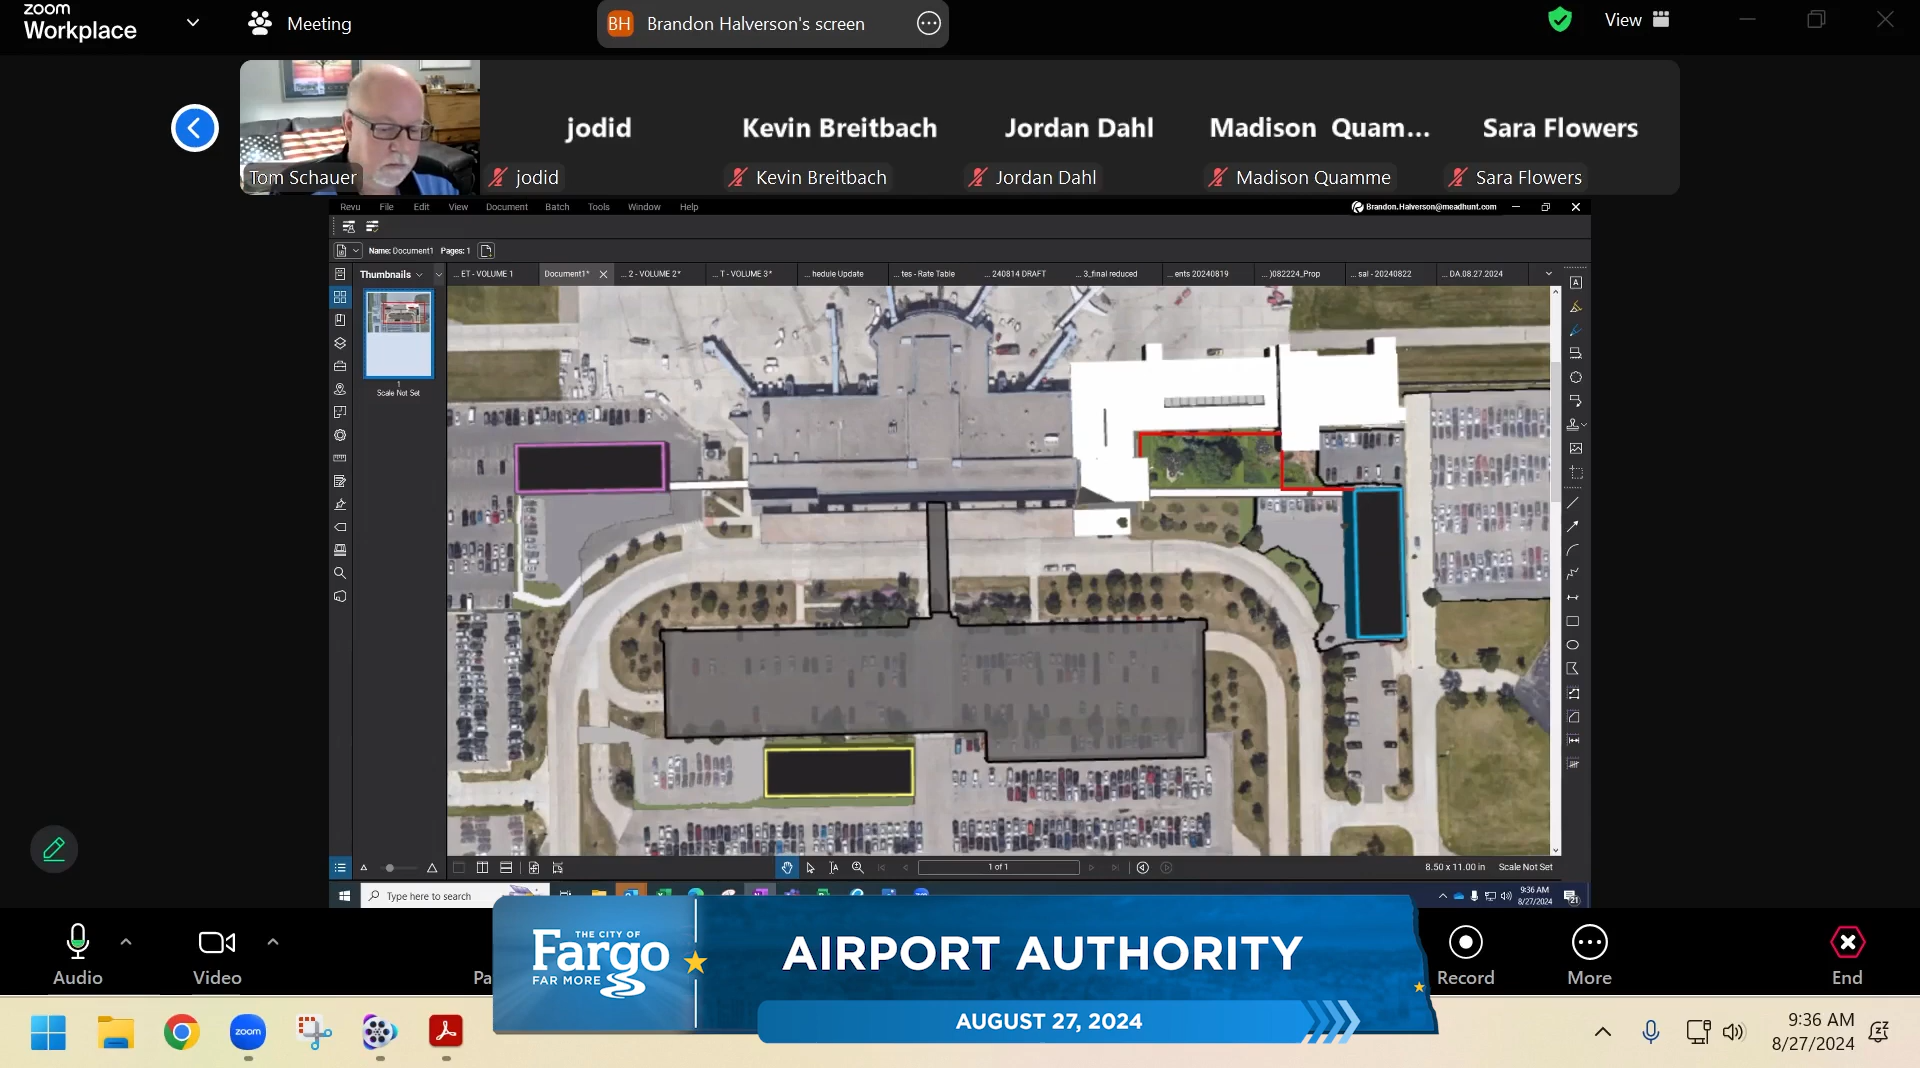 zoom
Workplace
Meeting
BH Brandon Halverson's screen
View
jodid
Kevin Breitbach
Jordan Dahl
Madison Quam...
Sara Flowers
Tom Schauer
jodid
Kevin Breitbach
Jordan Dahl
Madison Quamme
Sara Flowers
Revu File Edit View Document Batch Tools Window Help
Brandon.Halverson@meadhunt.com
Name: Document1 Pages: 1
Thumbnails
...ET - VOLUME 1
Document1*
...2 - VOLUME 2*
...T - VOLUME 3*
...hedule Update
...tes - Rate Table
...240814 DRAFT
...3_final reduced
...ents 20240819
...)082224_Prop
...sal - 20240822
...DA.08.27.2024
1
Scale Not Set
1 of 1
8.50 x 11.00 in Scale Not Set
Type here to search
9:36 AM
8/27/2024
21
Audio
Video
Pa
Record
More
End
THE CITY OF
Fargo
FAR MORE
AIRPORT AUTHORITY
AUGUST 27, 2024
zoom
9:36 AM
8/27/2024